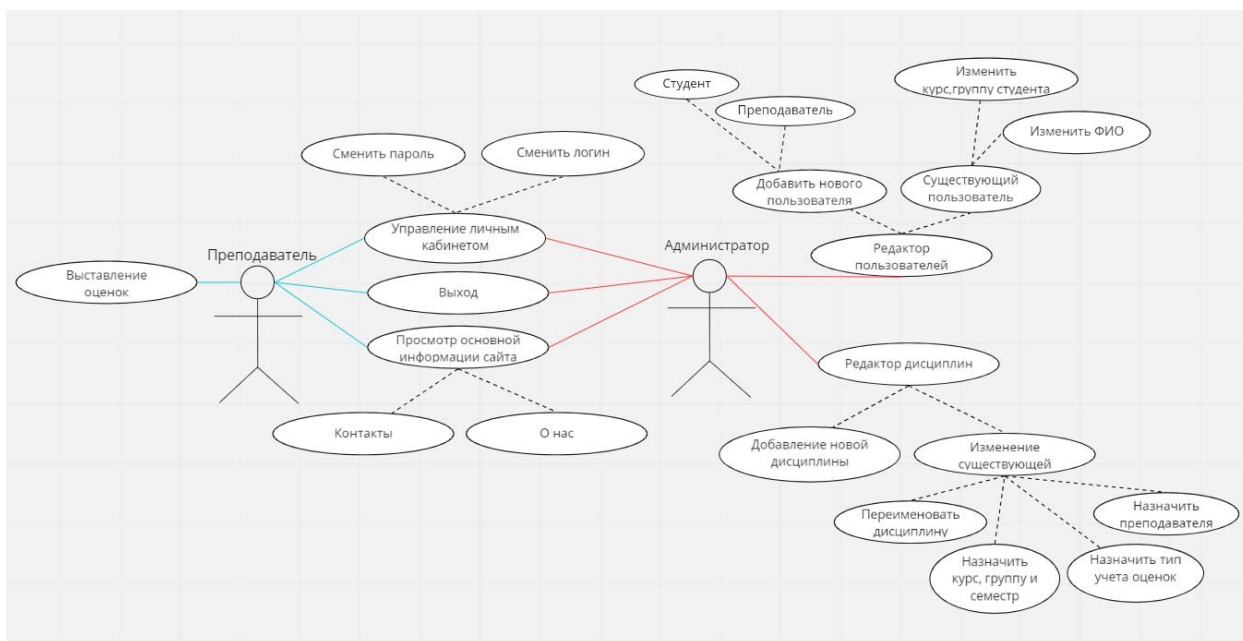 Студент
Преподаватель
Изменить
курс,группу студента
Изменить ФИО
Сменить пароль
Сменить логин
Добавить нового
пользователя
Существующий
пользователь
Управление личным
кабинетом
Преподаватель
Администратор
Редактор
пользователей
Выставление
оценок
Выход
Просмотр основной
информации сайта
Редактор дисциплин
Контакты
О нас
Добавление новой
дисциплины
Изменение
существующей
Переименовать
дисциплину
Назначить
преподавателя
Назначить
курс, группу и
семестр
Назначить тип
учета оценок